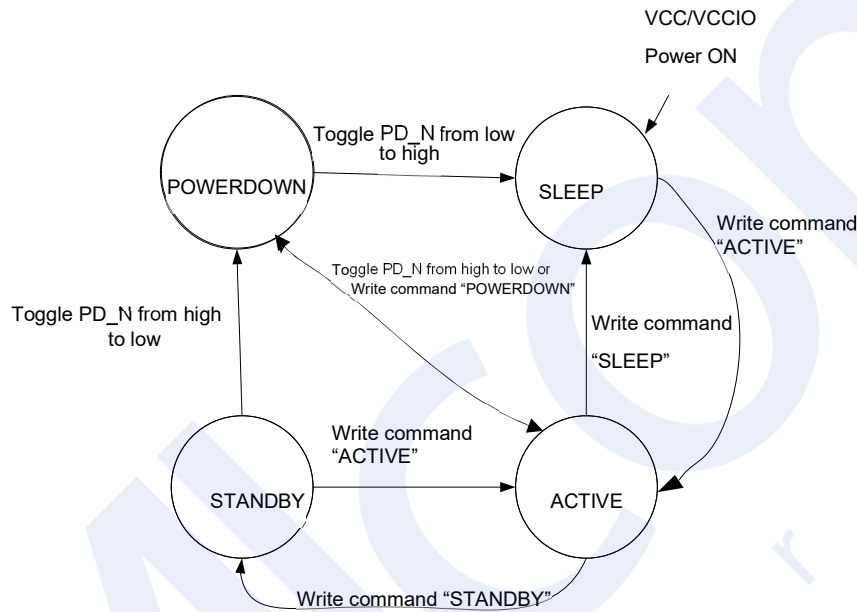 VCC/VCCIO
Power ON
Toggle PD_N from low
to high
POWERDOWN
SLEEP
Write command
“ACTIVE”
Toggle PD_N from high to low or
Write command “POWERDOWN”
Toggle PD_N from high
to low
Write command
“SLEEP”
Write command
“ACTIVE”
STANDBY
ACTIVE
Write command “STANDBY”